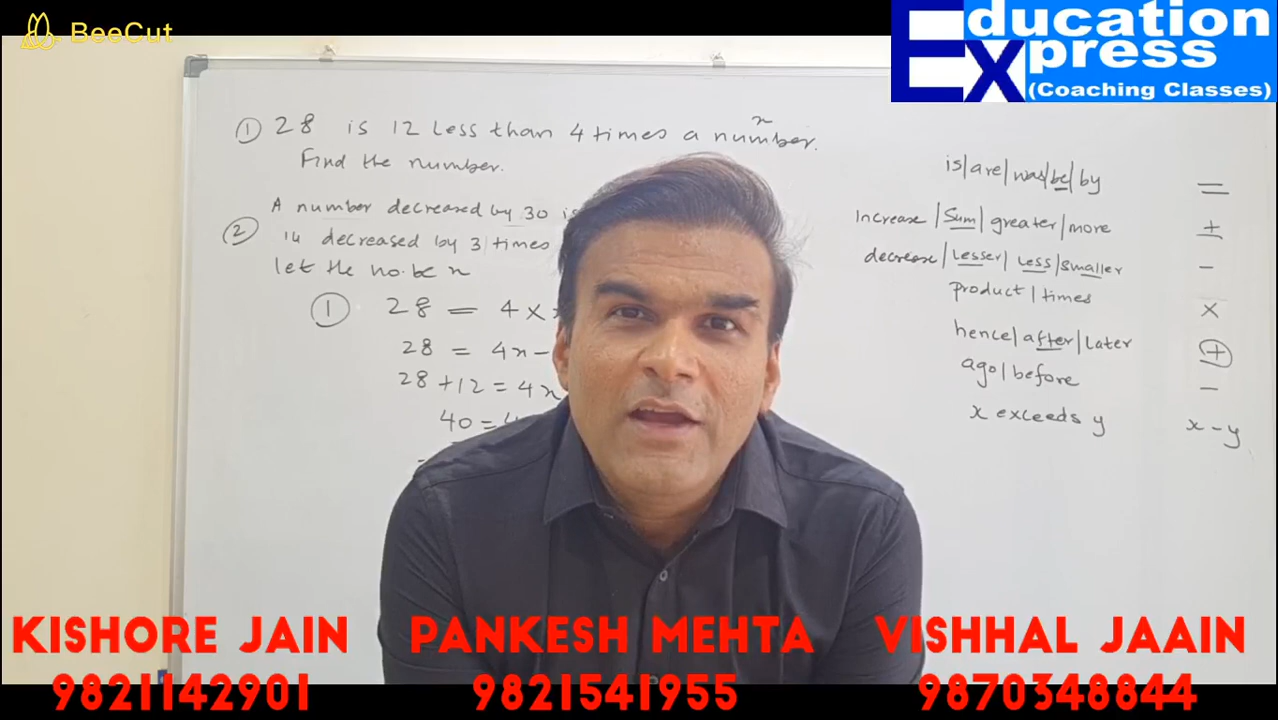 BeeCut
Education
Express
(Coaching Classes)
① 28 is 12 less than 4 times a number.
x
Find the number.
A number decreased by 30 is
② 14 decreased by 3 times
let the no. be x
① 28 = 4 ×
28 = 4x –
28 + 12 = 4x
40 =
is/are/was/be/by =
Increase/Sum/greater/more +
decrease/Lesser/Less/smaller –
product/times ×
hence/after/Later +
ago/before –
x exceeds y x – y
KISHORE JAIN PANKESH MEHTA VISHHAL JAAIN
9821142901 9821541955 9870348844